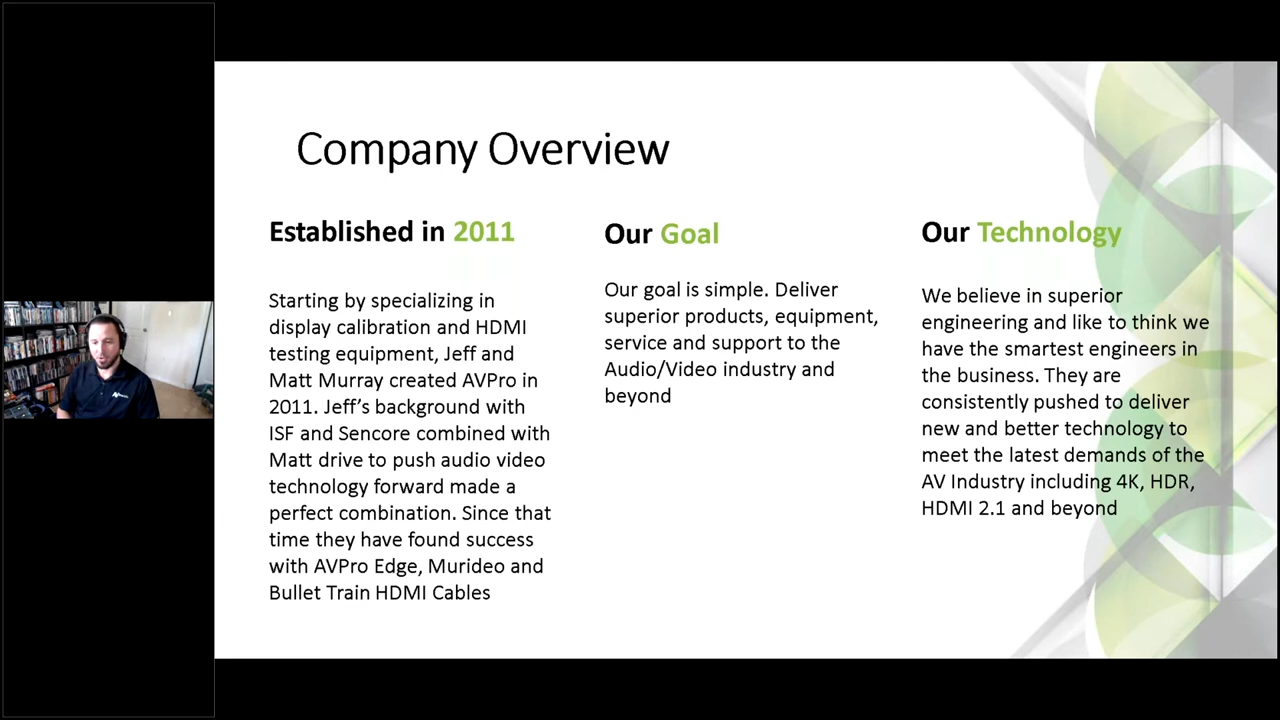 Company Overview
Established in 2011
Starting by specializing in
display calibration and HDMI
testing equipment, Jeff and
Matt Murray created AVPro in
2011. Jeff’s background with
ISF and Sencore combined with
Matt drive to push audio video
technology forward made a
perfect combination. Since that
time they have found success
with AVPro Edge, Murideo and
Bullet Train HDMI Cables
Our Goal
Our goal is simple. Deliver
superior products, equipment,
service and support to the
Audio/Video industry and
beyond
Our Technology
We believe in superior
engineering and like to think we
have the smartest engineers in
the business. They are
consistently pushed to deliver
new and better technology to
meet the latest demands of the
AV Industry including 4K, HDR,
HDMI 2.1 and beyond